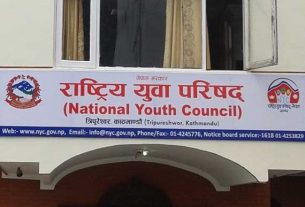 नेपाल सरकार
राष्ट्रिय युवा परिषद्
(National Youth Council)
त्रिपुरेश्वर काठमाण्डौं (Tripureshwor, Kathmandu)
Web:- www.nyc.gov.np, Email:- info@nyc.gov.np, Phone/Fax:- 01-4245776, Notice board service:-1618 01-4253829